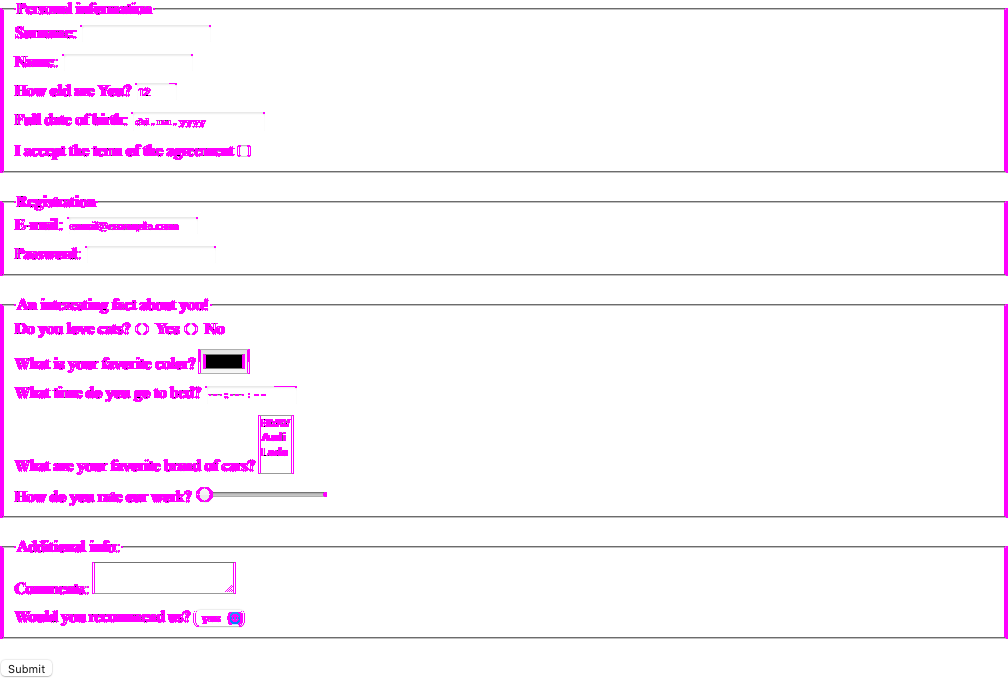 Personal information
Surname:
Name:
How old are You? 12
Full date of birth: dd.mm.yyyy
I accept the term of the agreement
Registration
E-mail: email@example.com
Password:
An interesting fact about you!
Do you love cats? Yes No
What is your favorite color?
What time do you go to bed? --:--:--
BMW
Audi
Lada
What are your favorite brand of cars?
How do you rate our work?
Additional info:
Comments:
Would you recommend us? yes
Submit